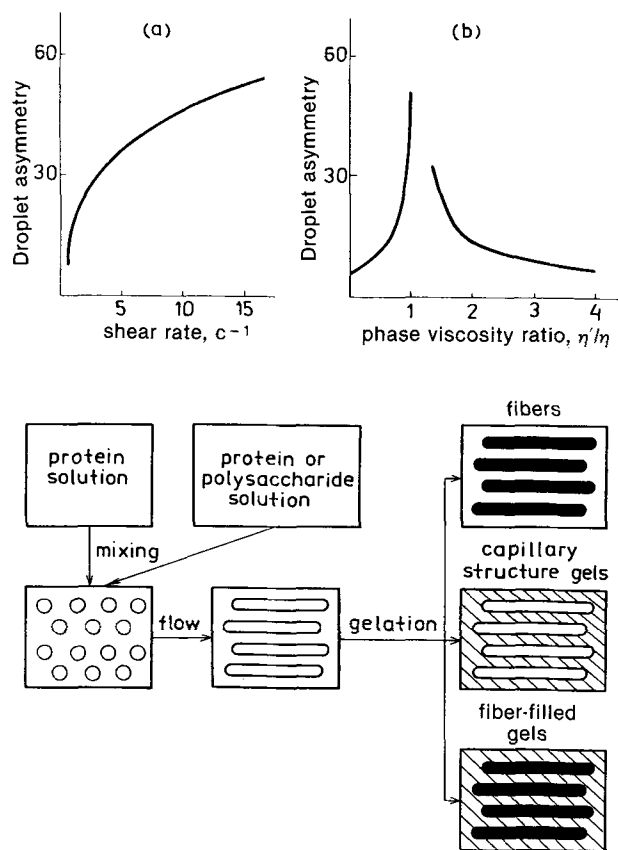 (a)
60
30
Droplet asymmetry
5
10
15
shear rate, c⁻¹
(b)
60
30
Droplet asymmetry
1
2
3
4
phase viscosity ratio, η'/η
protein
solution
protein or
polysaccharide
solution
mixing
flow
gelation
fibers
capillary
structure gels
fiber-filled
gels